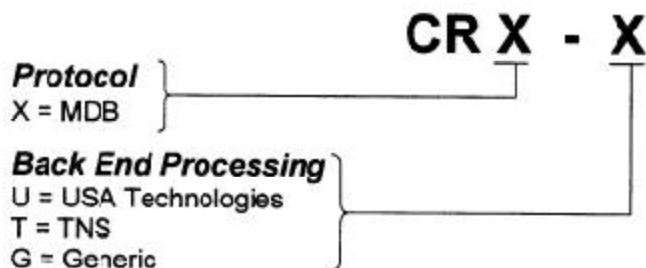 CR X - X
Protocol
X = MDB
Back End Processing
U = USA Technologies
T = TNS
G = Generic